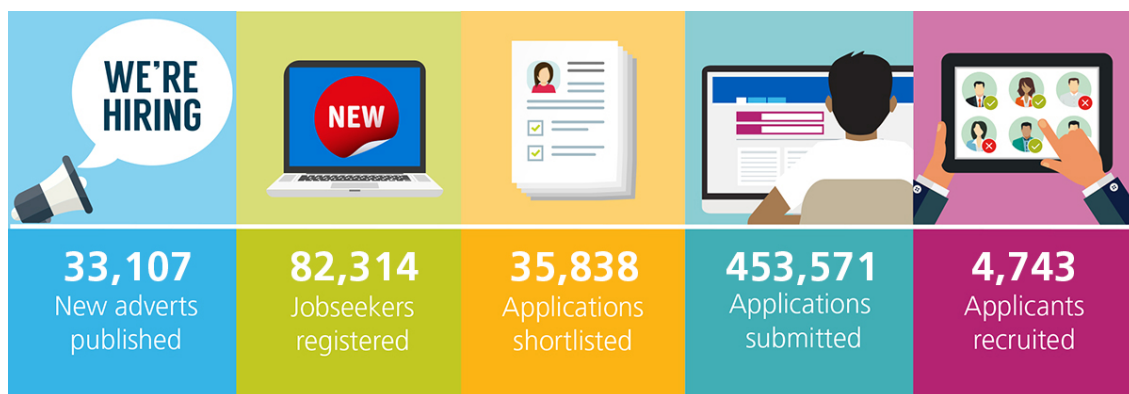 WE'RE
HIRING
NEW
33,107
New adverts
published
82,314
Jobseekers
registered
35,838
Applications
shortlisted
453,571
Applications
submitted
4,743
Applicants
recruited